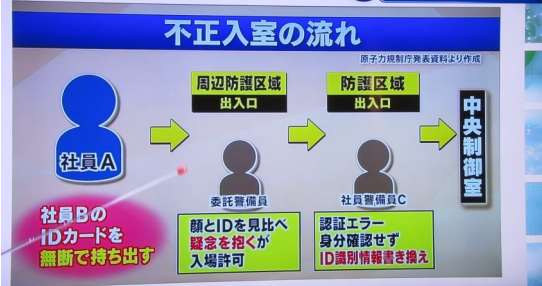 不正入室の流れ
原子力規制庁発表資料より作成
周辺防護区域
出入口
防護区域
出入口
中央制御室
社員A
委託警備員
社員警備員C
社員Bの
IDカードを
無断で持ち出す
顔とIDを見比べ
疑念を抱くが
入場許可
認証エラー
身分確認せず
ID識別情報書き換え